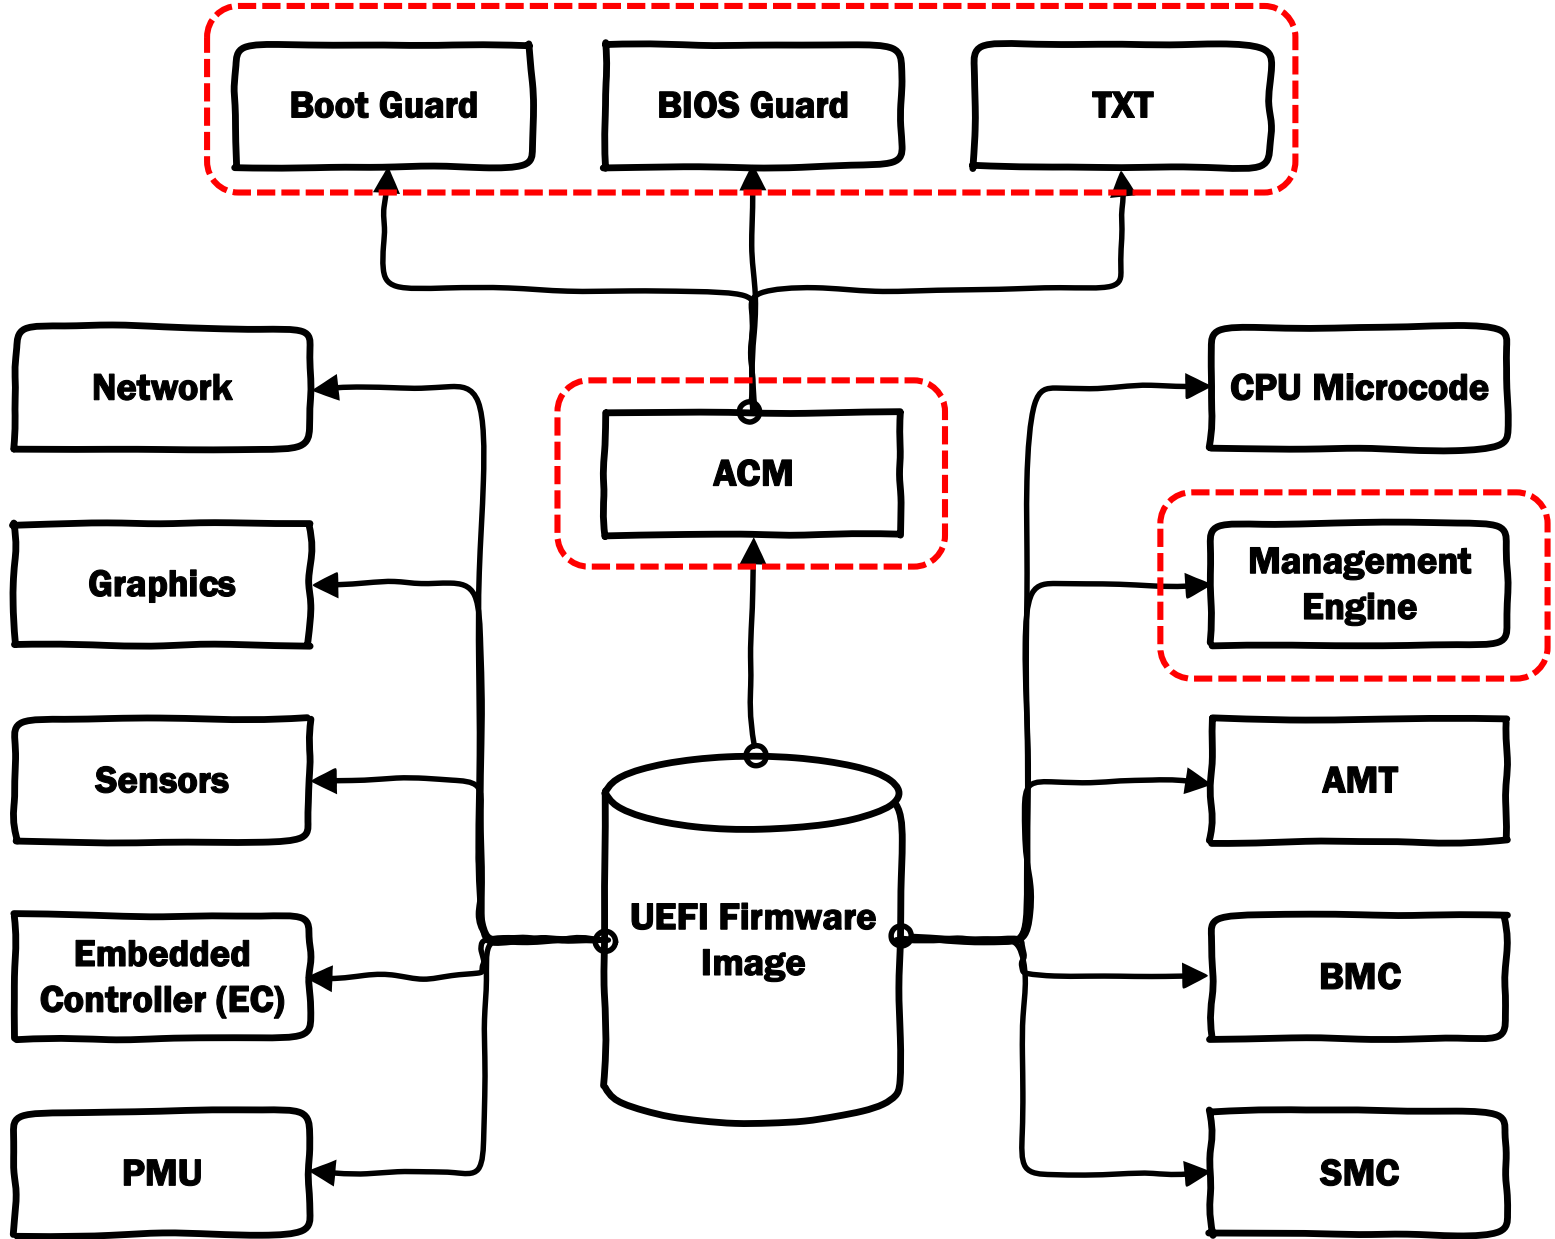 Boot Guard
BIOS Guard
TXT
Network
CPU Microcode
ACM
Graphics
Management
Engine
Sensors
AMT
UEFI Firmware
Image
Embedded
Controller (EC)
BMC
PMU
SMC